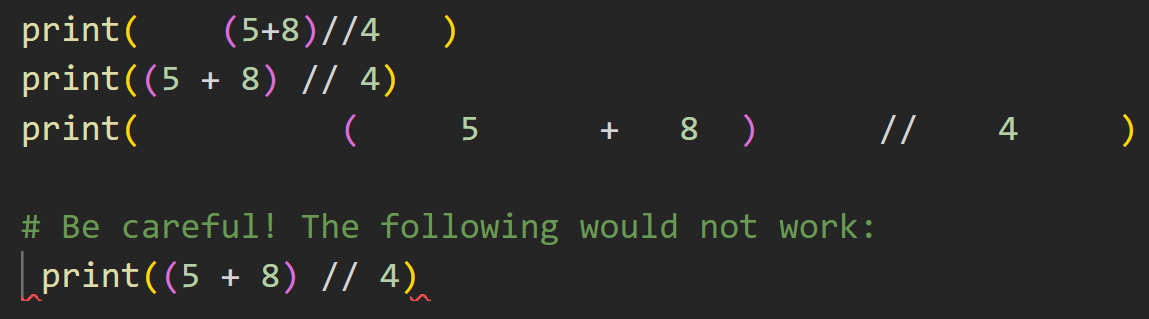 print(    (5+8)//4   )
print((5 + 8) // 4)
print(          (     5      +   8  )      //    4     )
# Be careful! The following would not work:
 print((5 + 8) // 4)